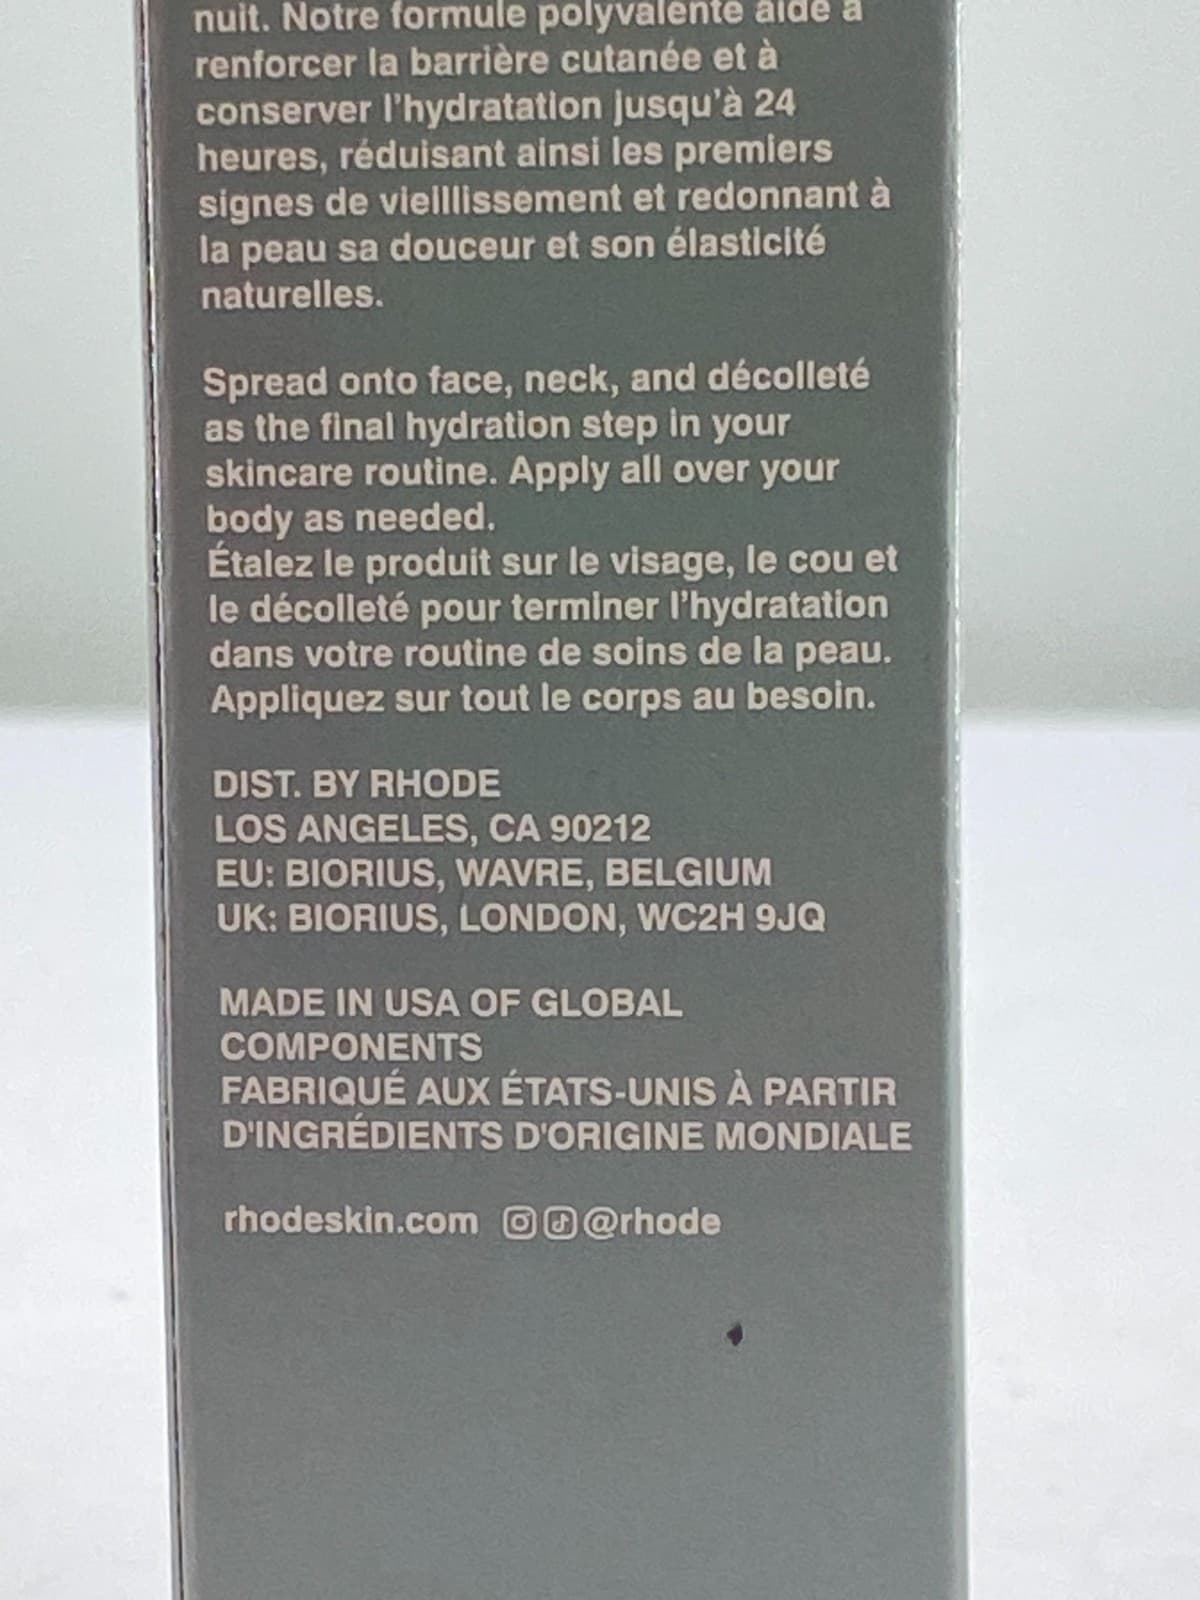 nuit. Notre formule polyvalente aide à
renforcer la barrière cutanée et à
conserver l'hydratation jusqu'à 24
heures, réduisant ainsi les premiers
signes de vieilllissement et redonnant à
la peau sa douceur et son élasticité
naturelles.
Spread onto face, neck, and décolleté
as the final hydration step in your
skincare routine. Apply all over your
body as needed.
Étalez le produit sur le visage, le cou et
le décolleté pour terminer l'hydratation
dans votre routine de soins de la peau.
Appliquez sur tout le corps au besoin.
DIST. BY RHODE
LOS ANGELES, CA 90212
EU: BIORIUS, WAVRE, BELGIUM
UK: BIORIUS, LONDON, WC2H 9JQ
MADE IN USA OF GLOBAL
COMPONENTS
FABRIQUÉ AUX ÉTATS-UNIS À PARTIR
D'INGRÉDIENTS D'ORIGINE MONDIALE
rhodeskin.com @rhode